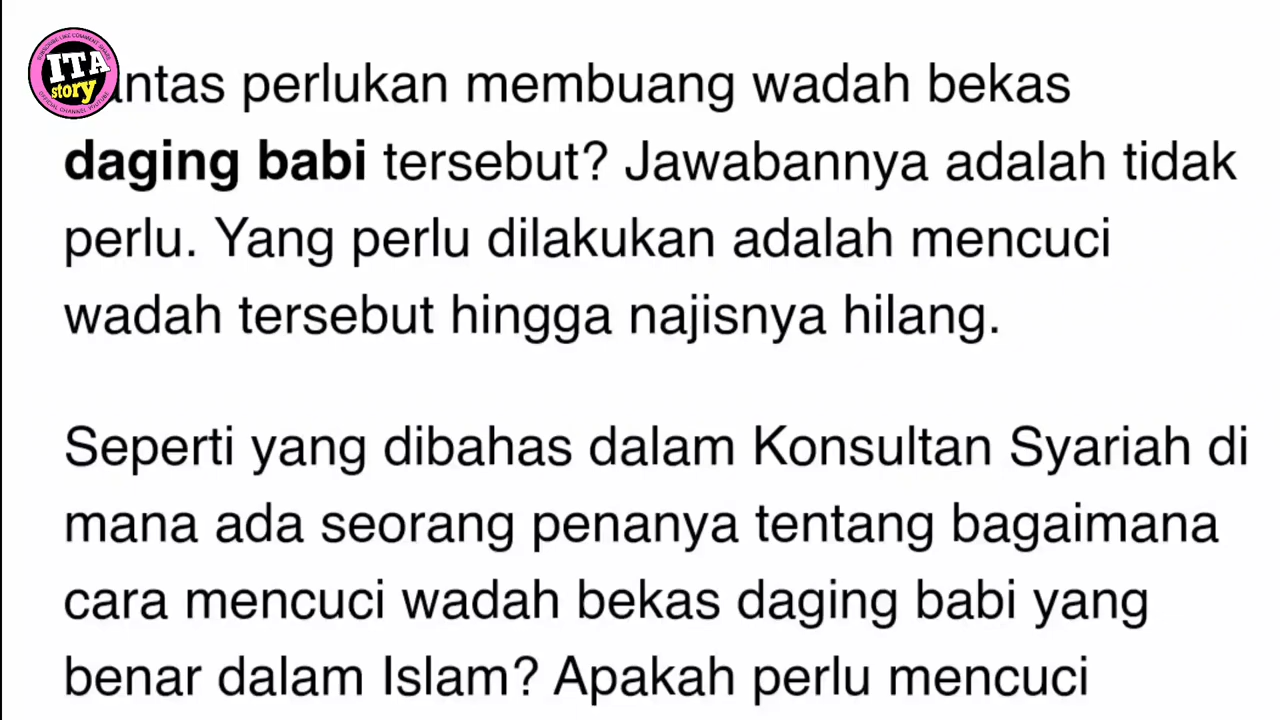 ITA
story
perlukan membuang wadah bekas
daging babi tersebut? Jawabannya adalah tidak
perlu. Yang perlu dilakukan adalah mencuci
wadah tersebut hingga najisnya hilang.
Seperti yang dibahas dalam Konsultan Syariah di
mana ada seorang penanya tentang bagaimana
cara mencuci wadah bekas daging babi yang
benar dalam Islam? Apakah perlu mencuci